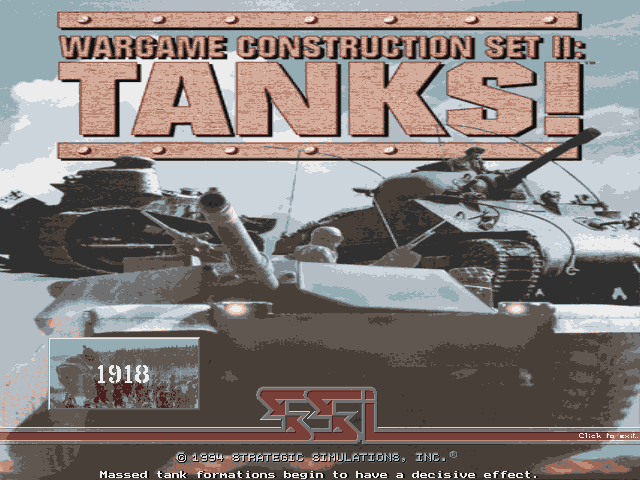 WARGAME CONSTRUCTION SET II:
TANKS!™
1918
SSI
Click to exit.
© 1994 STRATEGIC SIMULATIONS, INC.®
Massed tank formations begin to have a decisive effect.